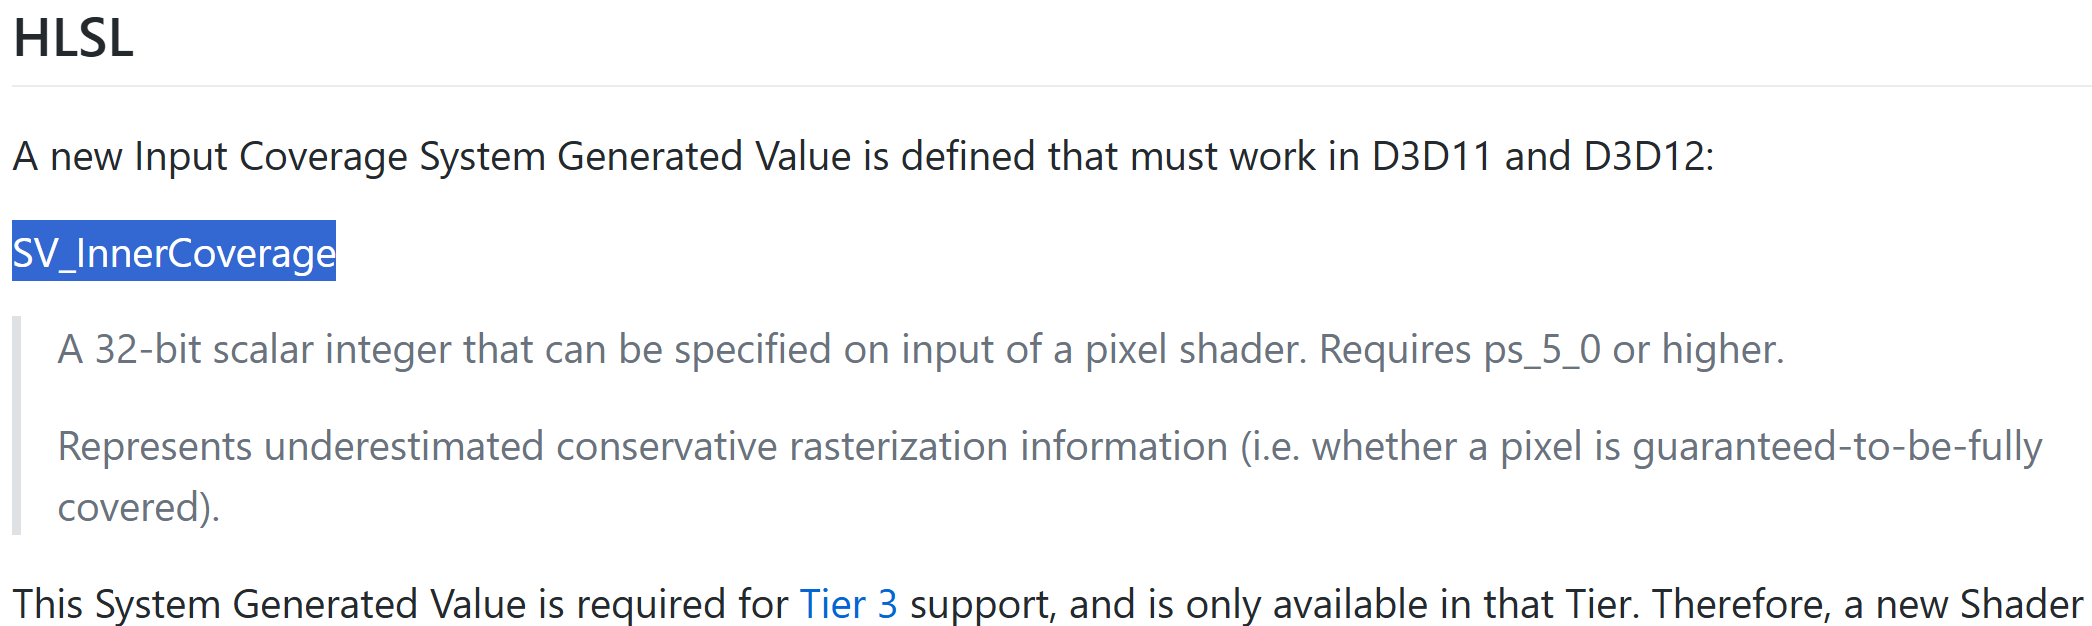 HLSL
A new Input Coverage System Generated Value is defined that must work in D3D11 and D3D12:
SV_InnerCoverage
A 32-bit scalar integer that can be specified on input of a pixel shader. Requires ps_5_0 or higher.
Represents underestimated conservative rasterization information (i.e. whether a pixel is guaranteed-to-be-fully
covered).
This System Generated Value is required for Tier 3 support, and is only available in that Tier. Therefore, a new Shader